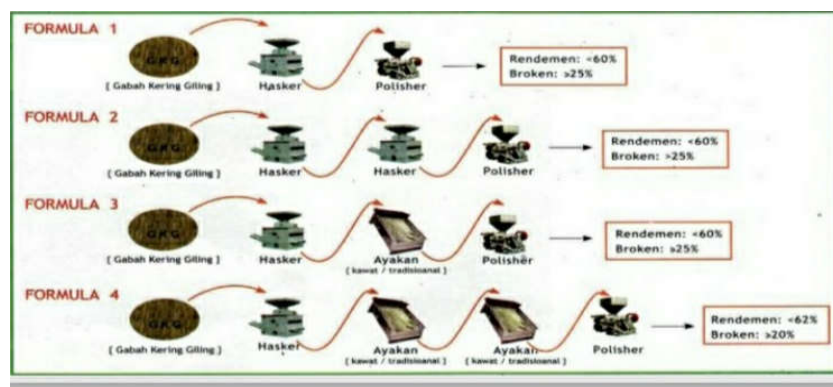 FORMULA 1
GKG
( Gabah Kering Giling )
Hasker
Polisher
Rendemen: <60%
Broken: >25%
FORMULA 2
GKG
( Gabah Kering Giling )
Hasker
Hasker
Polisher
Rendemen: <60%
Broken: >25%
FORMULA 3
GKG
( Gabah Kering Giling )
Hasker
Ayakan
( kawat / tradisioanal )
Polisher
Rendemen: <60%
Broken: ≥25%
FORMULA 4
GKG
( Gabah Kering Giling )
Hasker
Ayakan
( kawat / tradisioanal )
Ayakan
( kawat / tradisioanal )
Polisher
Rendemen: <62%
Broken: >20%